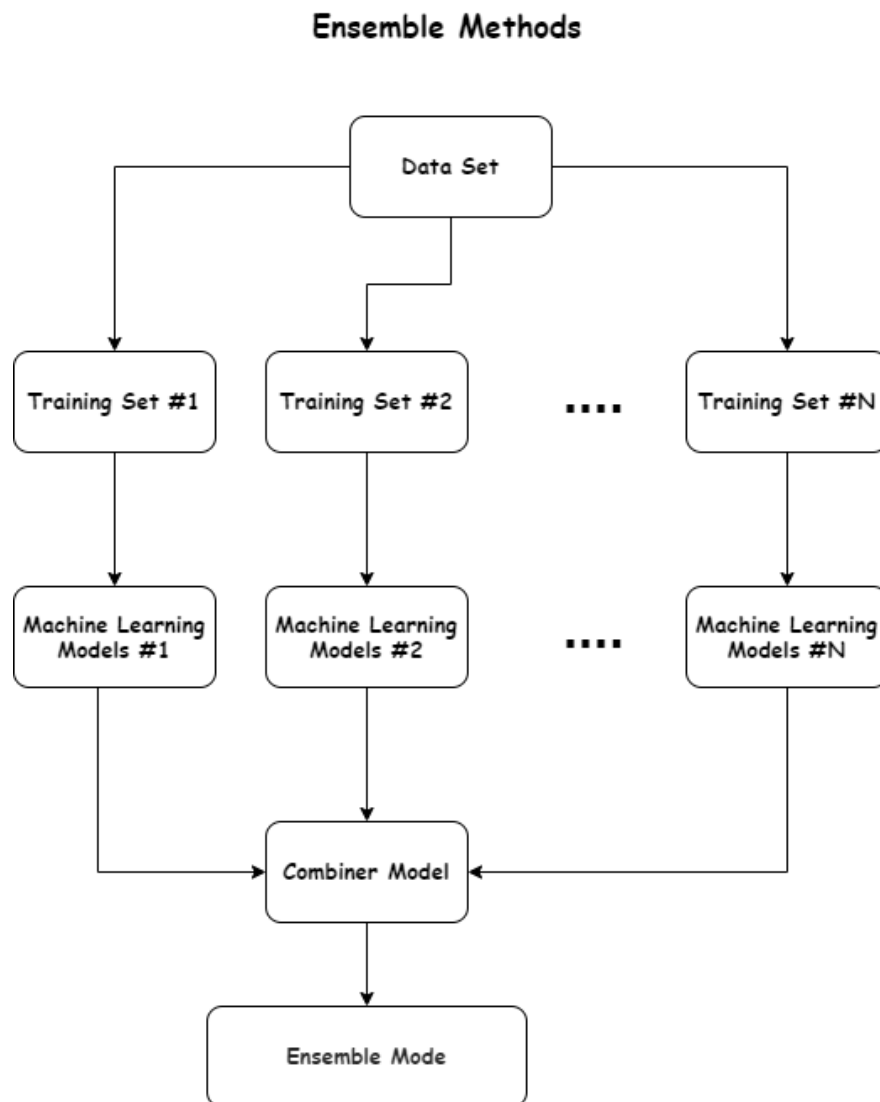 Ensemble Methods
Data Set
Training Set #1
Training Set #2
....
Training Set #N
Machine Learning
Models #1
Machine Learning
Models #2
....
Machine Learning
Models #N
Combiner Model
Ensemble Mode